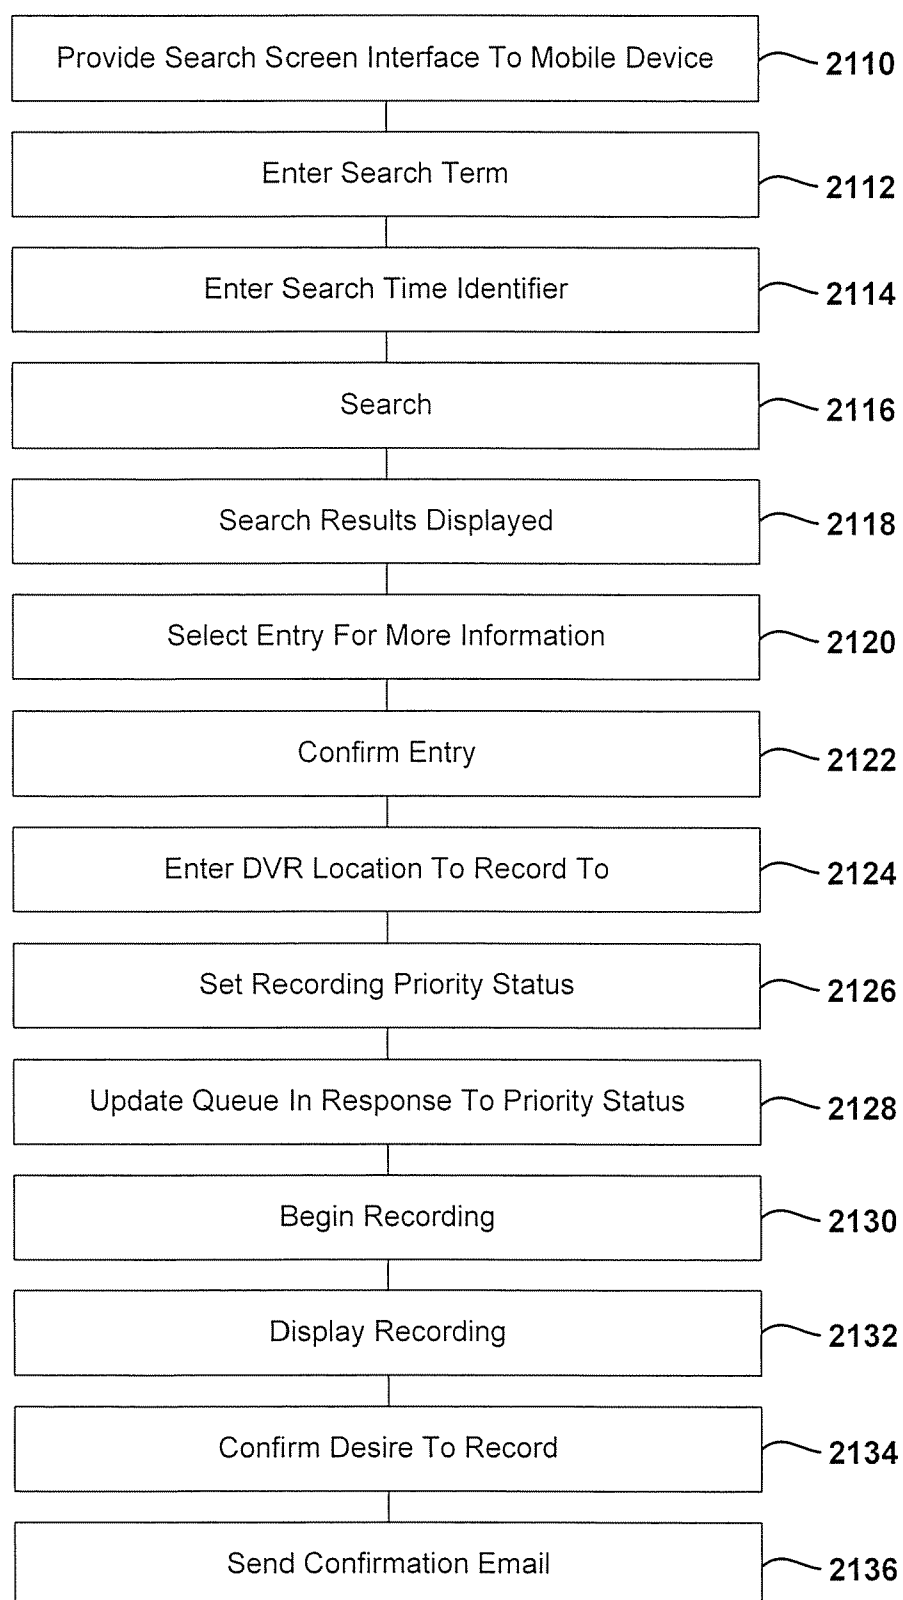 Provide Search Screen Interface To Mobile Device 2110
Enter Search Term 2112
Enter Search Time Identifier 2114
Search 2116
Search Results Displayed 2118
Select Entry For More Information 2120
Confirm Entry 2122
Enter DVR Location To Record To 2124
Set Recording Priority Status 2126
Update Queue In Response To Priority Status 2128
Begin Recording 2130
Display Recording 2132
Confirm Desire To Record 2134
Send Confirmation Email 2136